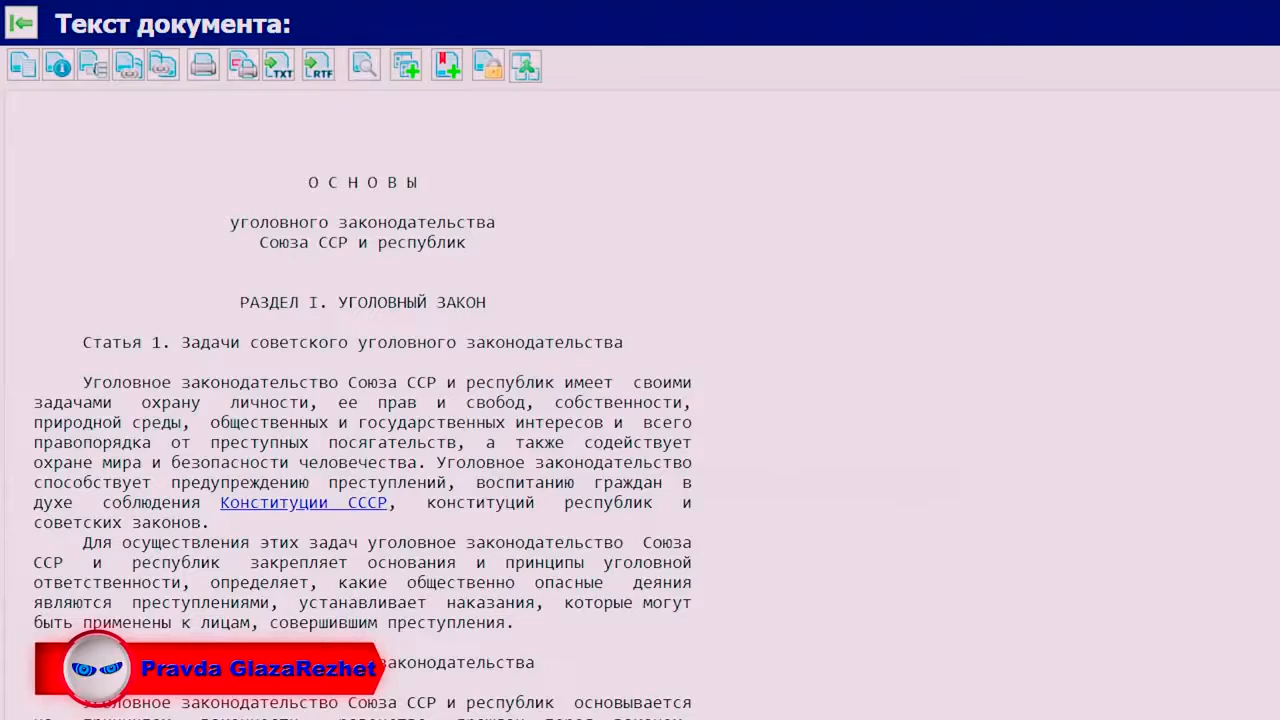 Текст документа:
TXT
RTF
О С Н О В Ы
уголовного законодательства
Союза ССР и республик
РАЗДЕЛ I. УГОЛОВНЫЙ ЗАКОН
Статья 1. Задачи советского уголовного законодательства
Уголовное законодательство Союза ССР и республик имеет своими
задачами охрану личности, ее прав и свобод, собственности,
природной среды, общественных и государственных интересов и всего
правопорядка от преступных посягательств, а также содействует
охране мира и безопасности человечества. Уголовное законодательство
способствует предупреждению преступлений, воспитанию граждан в
духе соблюдения Конституции СССР, конституций республик и
советских законов.
Для осуществления этих задач уголовное законодательство Союза
ССР и республик закрепляет основания и принципы уголовной
ответственности, определяет, какие общественно опасные деяния
являются преступлениями, устанавливает наказания, которые могут
быть применены к лицам, совершившим преступления.
законодательства
Pravda GlazaRezhet
Уголовное законодательство Союза ССР и республик основывается